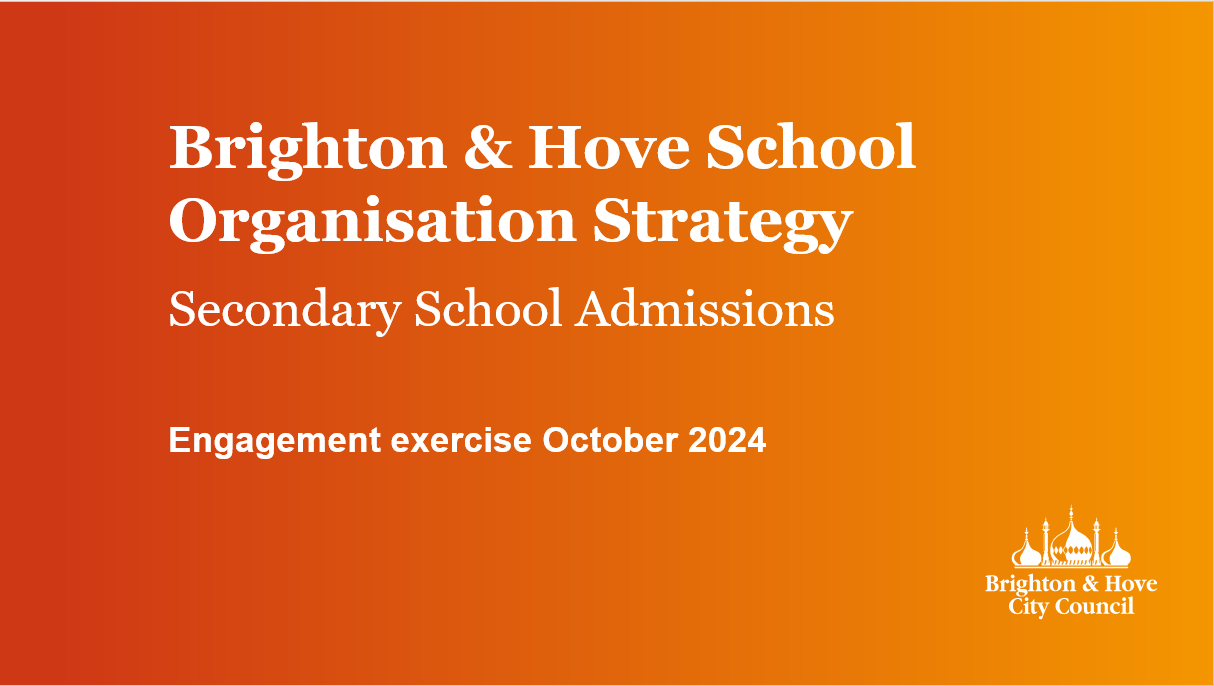 Brighton & Hove School
Organisation Strategy
Secondary School Admissions
Engagement exercise October 2024
Brighton & Hove
City Council